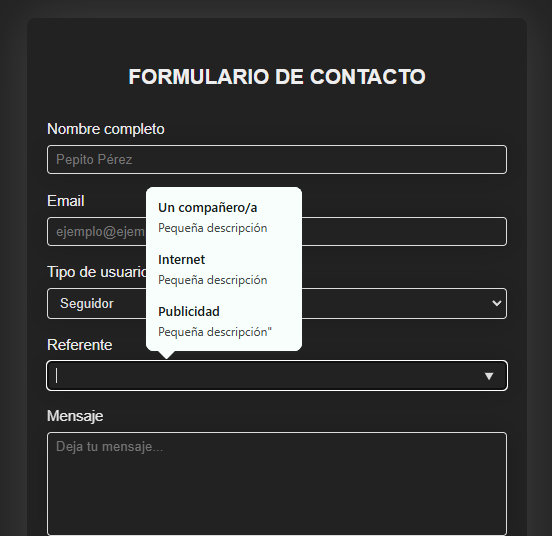 FORMULARIO DE CONTACTO
Nombre completo
Pepito Pérez
Email
ejemplo@ejem
Un compañero/a
Pequeña descripción
Internet
Pequeña descripción
Publicidad
Pequeña descripción"
Tipo de usuario
Seguidor
Referente
Mensaje
Deja tu mensaje...